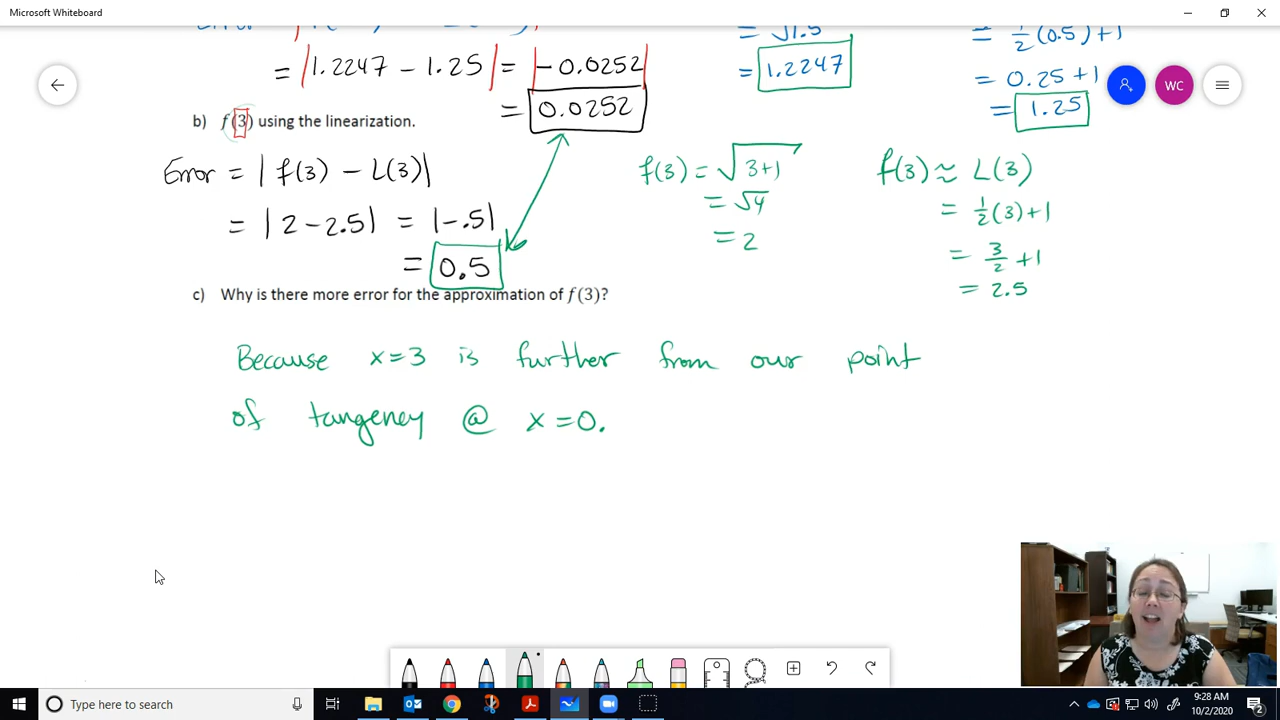 Microsoft Whiteboard
= |1.2247 - 1.25| = |-0.0252|
= 0.0252
= √1.5
= 1.2247
= 1/2 (0.5) + 1
= 0.25 + 1
= 1.25
WC
b) f(3) using the linearization.
Error = | f(3) - L(3)|
= | 2 - 2.5| = |-.5|
= 0.5
f(3) = √3+1
= √4
= 2
f(3) ≈ L(3)
= 1/2 (3) + 1
= 3/2 + 1
= 2.5
c) Why is there more error for the approximation of f(3)?
Because x=3 is further from our point
of tangency @ x=0.
Type here to search
9:28 AM
10/2/2020
2